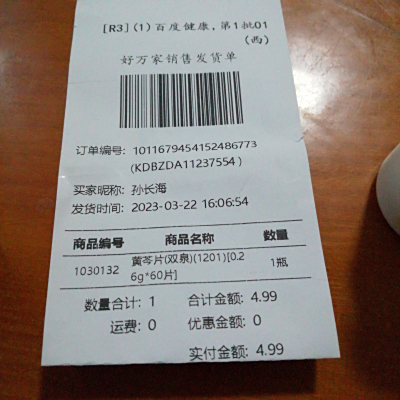 [R3](1)百度健康,第1批01
(西)
好万家销售发货单
订单编号: 1011679454152486773
(KDBZDA11237554 )
买家昵称: 孙长海
发货时间: 2023-03-22 16:06:54
商品编号 商品名称 数量
1030132 黄芩片(双泉)(1201)[0.2 1瓶
6g*60片]
数量合计: 1 合计金额: 4.99
运费: 0 优惠金额: 0
实付金额: 4.99